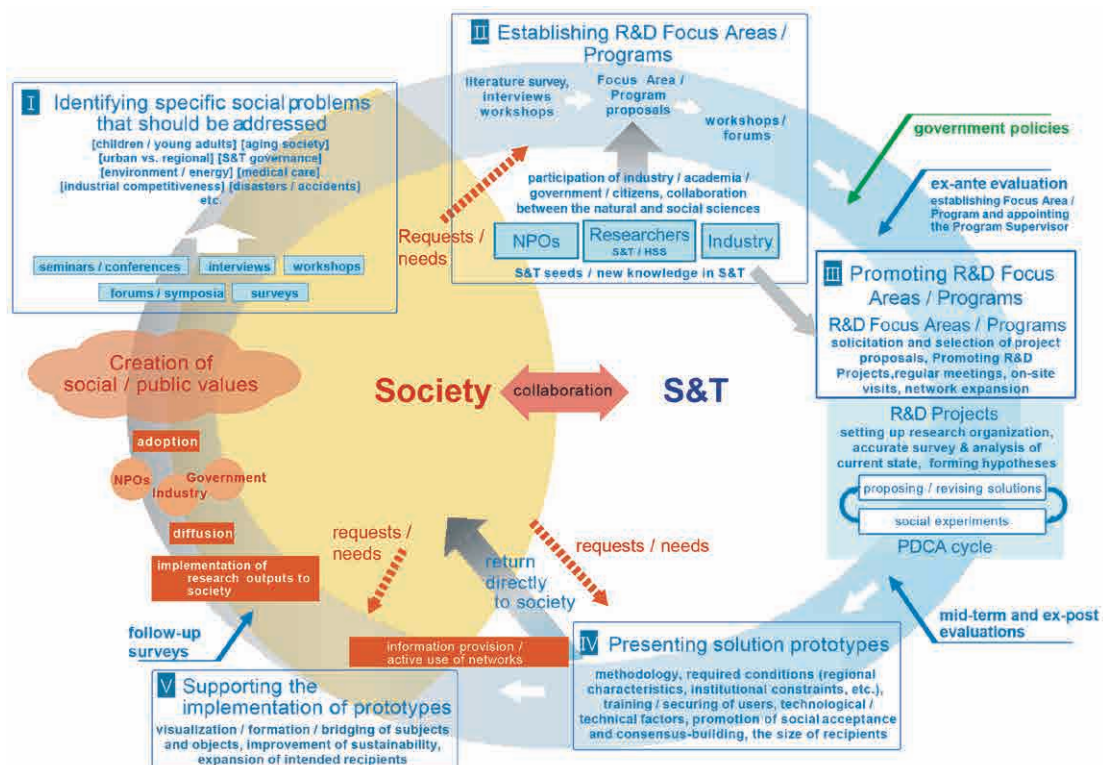 I Identifying specific social problems
that should be addressed
[children / young adults] [aging society]
[urban vs. regional] [S&T governance]
[environment / energy] [medical care]
[industrial competitiveness] [disasters / accidents]
etc.
seminars / conferences
interviews
workshops
forums / symposia
surveys
II Establishing R&D Focus Areas /
Programs
literature survey,
interviews
workshops
Focus Area /
Program
proposals
workshops /
forums
participation of industry / academia /
government / citizens, collaboration
between the natural and social sciences
NPOs
Researchers
S&T / HSS
Industry
S&T seeds / new knowledge in S&T
Requests /
needs
government policies
ex-ante evaluation
establishing Focus Area /
Program and appointing
the Program Supervisor
III Promoting R&D Focus
Areas / Programs
R&D Focus Areas / Programs
solicitation and selection of project
proposals, Promoting R&D
Projects,regular meetings, on-site
visits, network expansion
R&D Projects
setting up research organization,
accurate survey & analysis of
current state, forming hypotheses
proposing / revising solutions
social experiments
PDCA cycle
mid-term and ex-post
evaluations
Society
collaboration
S&T
Creation of
social / public values
adoption
NPOs
Industry
Government
diffusion
implementation of
research outputs to
society
follow-up
surveys
requests /
needs
return
directly
to society
requests / needs
information provision /
active use of networks
IV Presenting solution prototypes
methodology, required conditions (regional
characteristics, institutional constraints, etc.),
training / securing of users, technological /
technical factors, promotion of social acceptance
and consensus-building, the size of recipients
V Supporting the
implementation of prototypes
visualization / formation / bridging of subjects
and objects, improvement of sustainability,
expansion of intended recipients